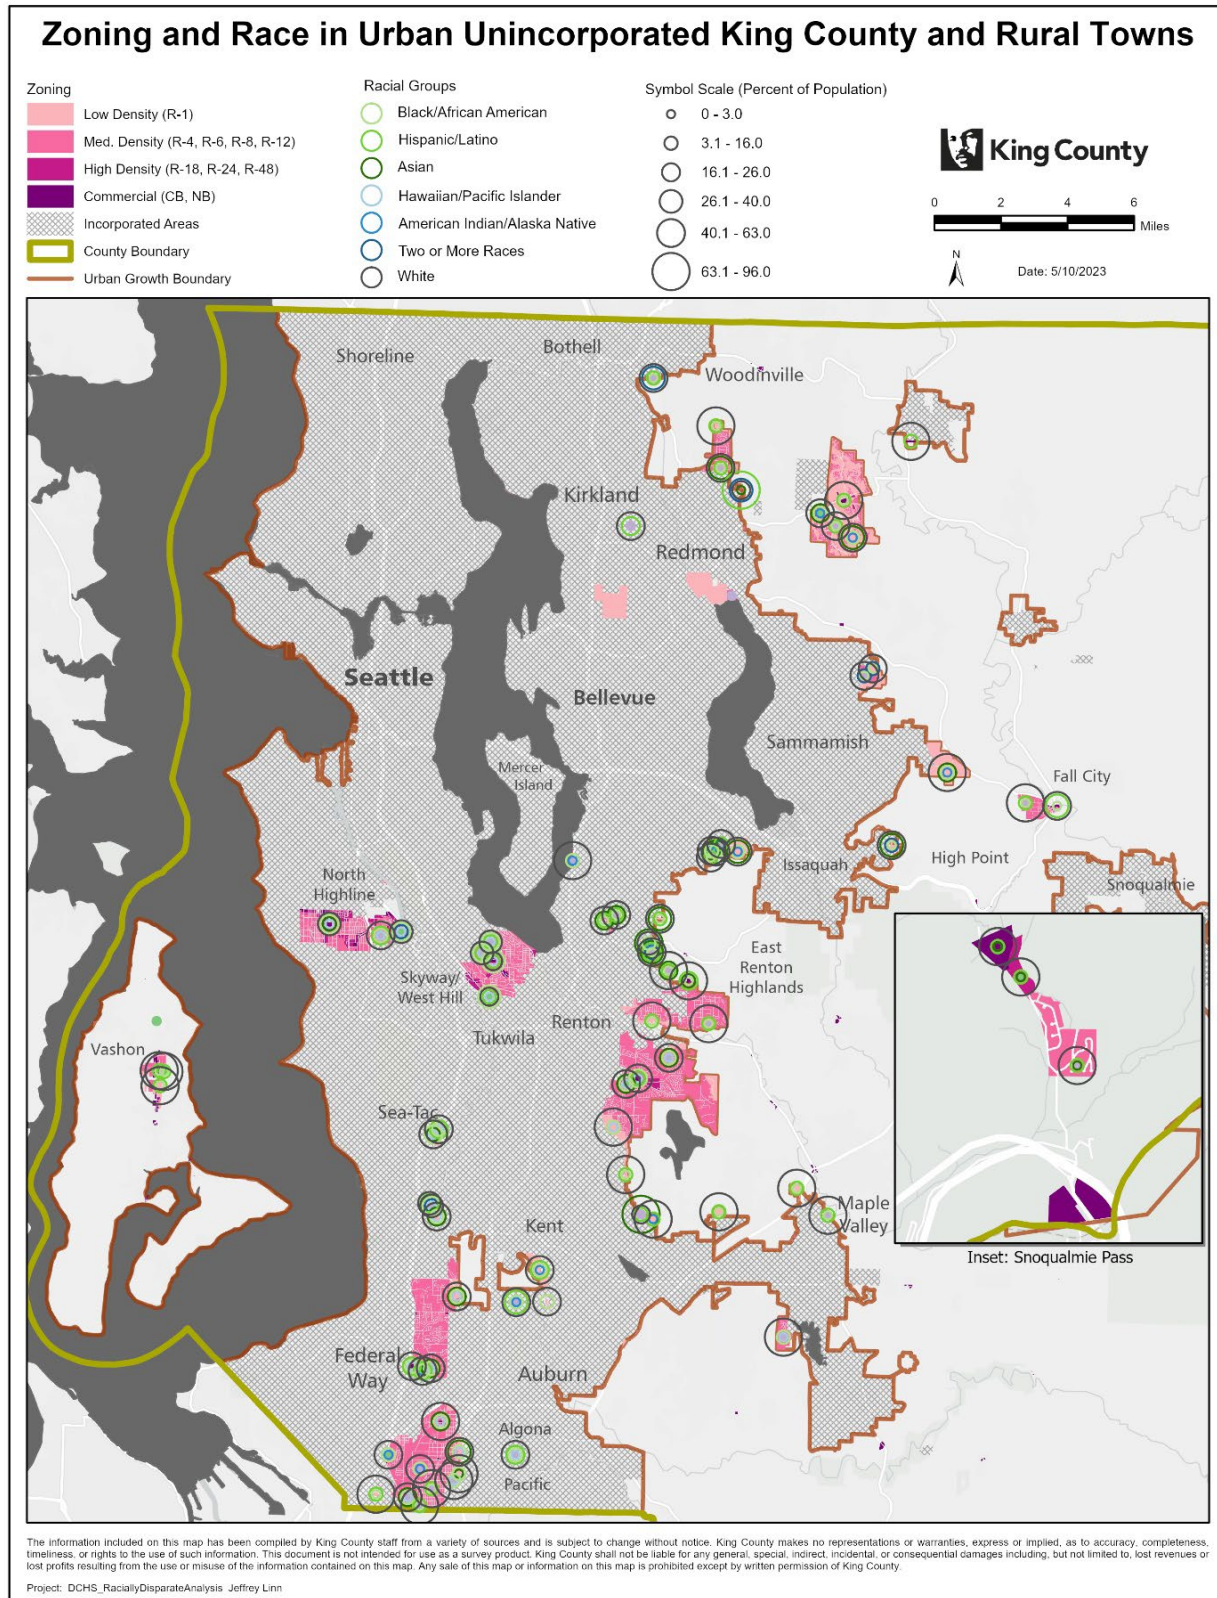 Zoning and Race in Urban Unincorporated King County and Rural Towns
Zoning
Low Density (R-1)
Med. Density (R-4, R-6, R-8, R-12)
High Density (R-18, R-24, R-48)
Commercial (CB, NB)
Incorporated Areas
County Boundary
Urban Growth Boundary
Racial Groups
Black/African American
Hispanic/Latino
Asian
Hawaiian/Pacific Islander
American Indian/Alaska Native
Two or More Races
White
Symbol Scale (Percent of Population)
0 - 3.0
3.1 - 16.0
16.1 - 26.0
26.1 - 40.0
40.1 - 63.0
63.1 - 96.0
King County
0 2 4 6
Miles
N
Date: 5/10/2023
Shoreline
Bothell
Woodinville
Kirkland
Redmond
Seattle
Bellevue
Sammamish
Mercer
Island
Fall City
Issaquah
High Point
Snoqualmie
North
Highline
Skyway/
West Hill
East
Renton
Highlands
Renton
Tukwila
Vashon
Sea-Tac
Maple
Valley
Kent
Inset: Snoqualmie Pass
Federal
Way
Auburn
Algona
Pacific
The information included on this map has been compiled by King County staff from a variety of sources and is subject to change without notice. King County makes no representations or warranties, express or implied, as to accuracy, completeness,
timeliness, or rights to the use of such information. This document is not intended for use as a survey product. King County shall not be liable for any general, special, indirect, incidental, or consequential damages including, but not limited to, lost revenues or
lost profits resulting from the use or misuse of the information contained on this map. Any sale of this map or information on this map is prohibited except by written permission of King County.
Project: DCHS_RaciallyDisparateAnalysis Jeffrey Linn